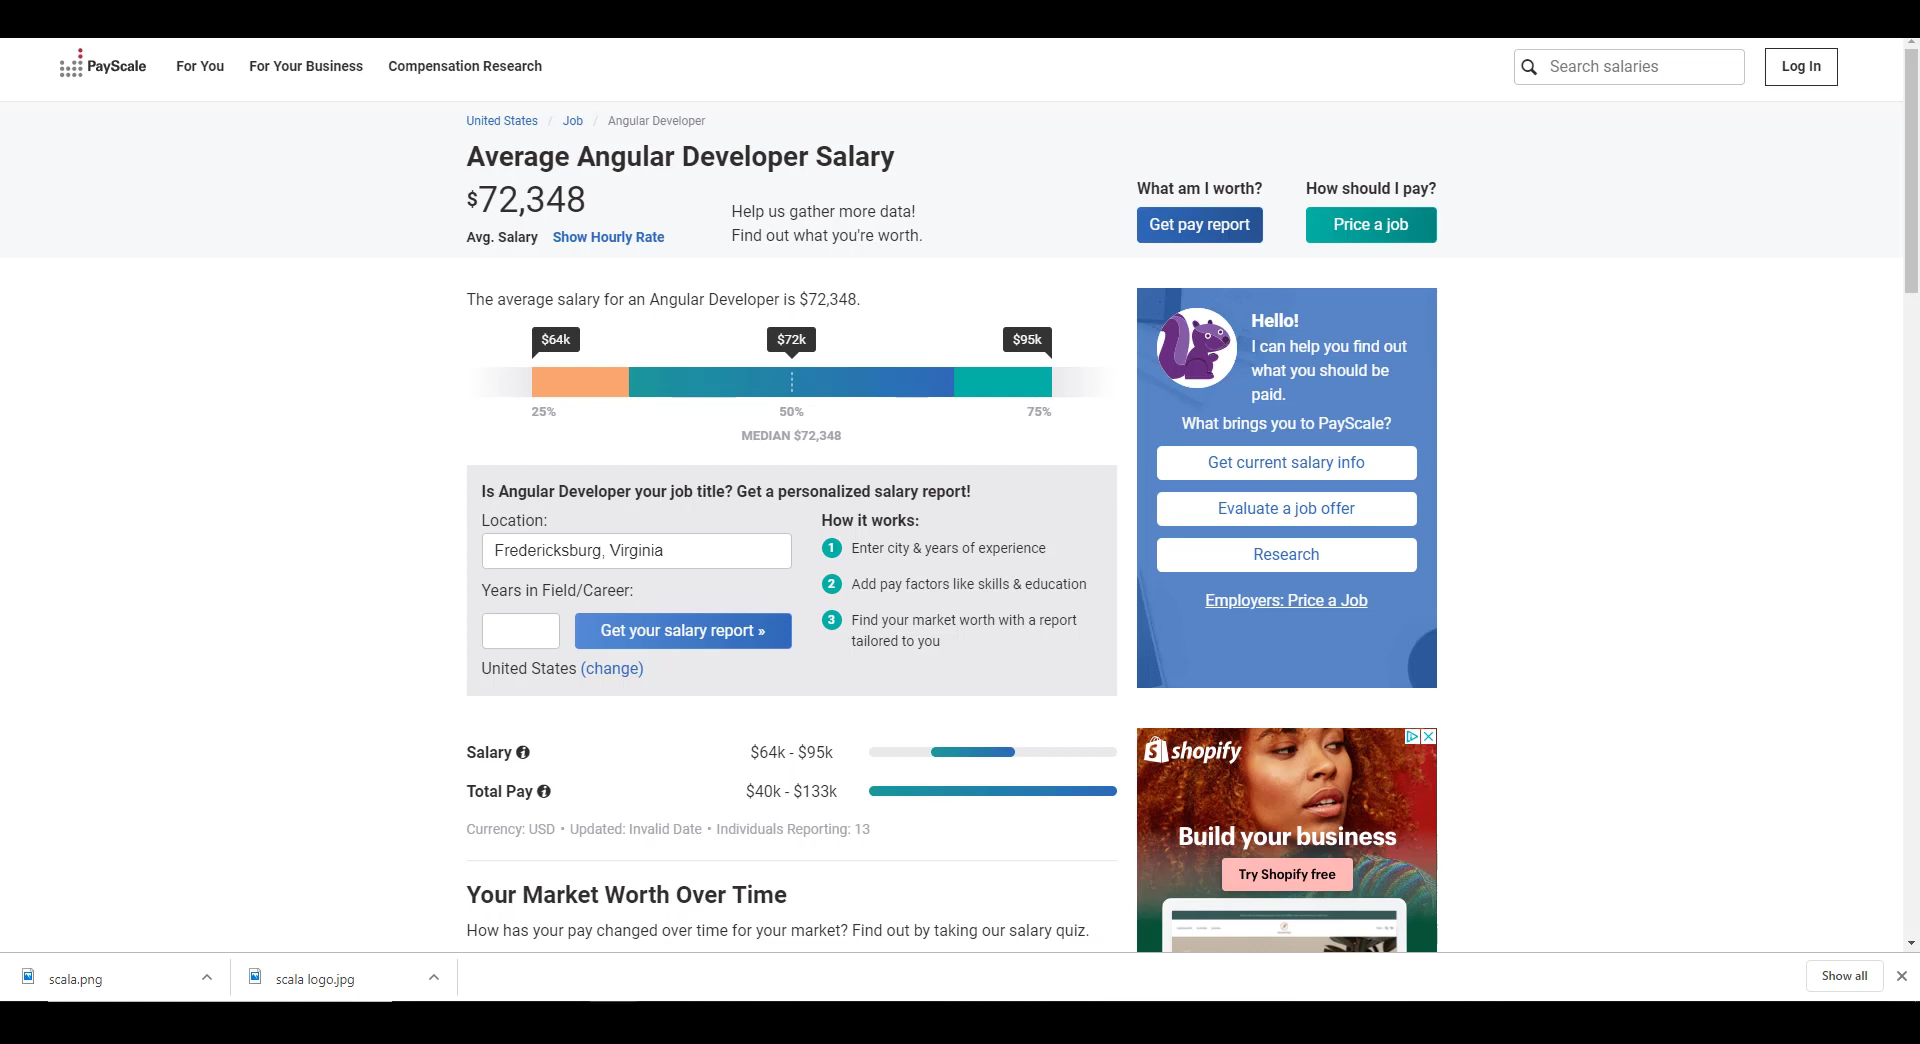 PayScale
For You
For Your Business
Compensation Research
Search salaries
Log In
United States / Job / Angular Developer
Average Angular Developer Salary
$72,348
Avg. Salary
Show Hourly Rate
Help us gather more data!
Find out what you're worth.
What am I worth?
Get pay report
How should I pay?
Price a job
The average salary for an Angular Developer is $72,348.
$64k
$72k
$95k
25%
50%
75%
MEDIAN $72,348
Is Angular Developer your job title? Get a personalized salary report!
Location:
Fredericksburg, Virginia
Years in Field/Career:
Get your salary report »
United States (change)
How it works:
1 Enter city & years of experience
2 Add pay factors like skills & education
3 Find your market worth with a report
tailored to you
Hello!
I can help you find out
what you should be
paid.
What brings you to PayScale?
Get current salary info
Evaluate a job offer
Research
Employers: Price a Job
Salary
$64k - $95k
Total Pay
$40k - $133k
Currency: USD • Updated: Invalid Date • Individuals Reporting: 13
Your Market Worth Over Time
How has your pay changed over time for your market? Find out by taking our salary quiz.
shopify
Build your business
Try Shopify free
scala.png
scala logo.jpg
Show all